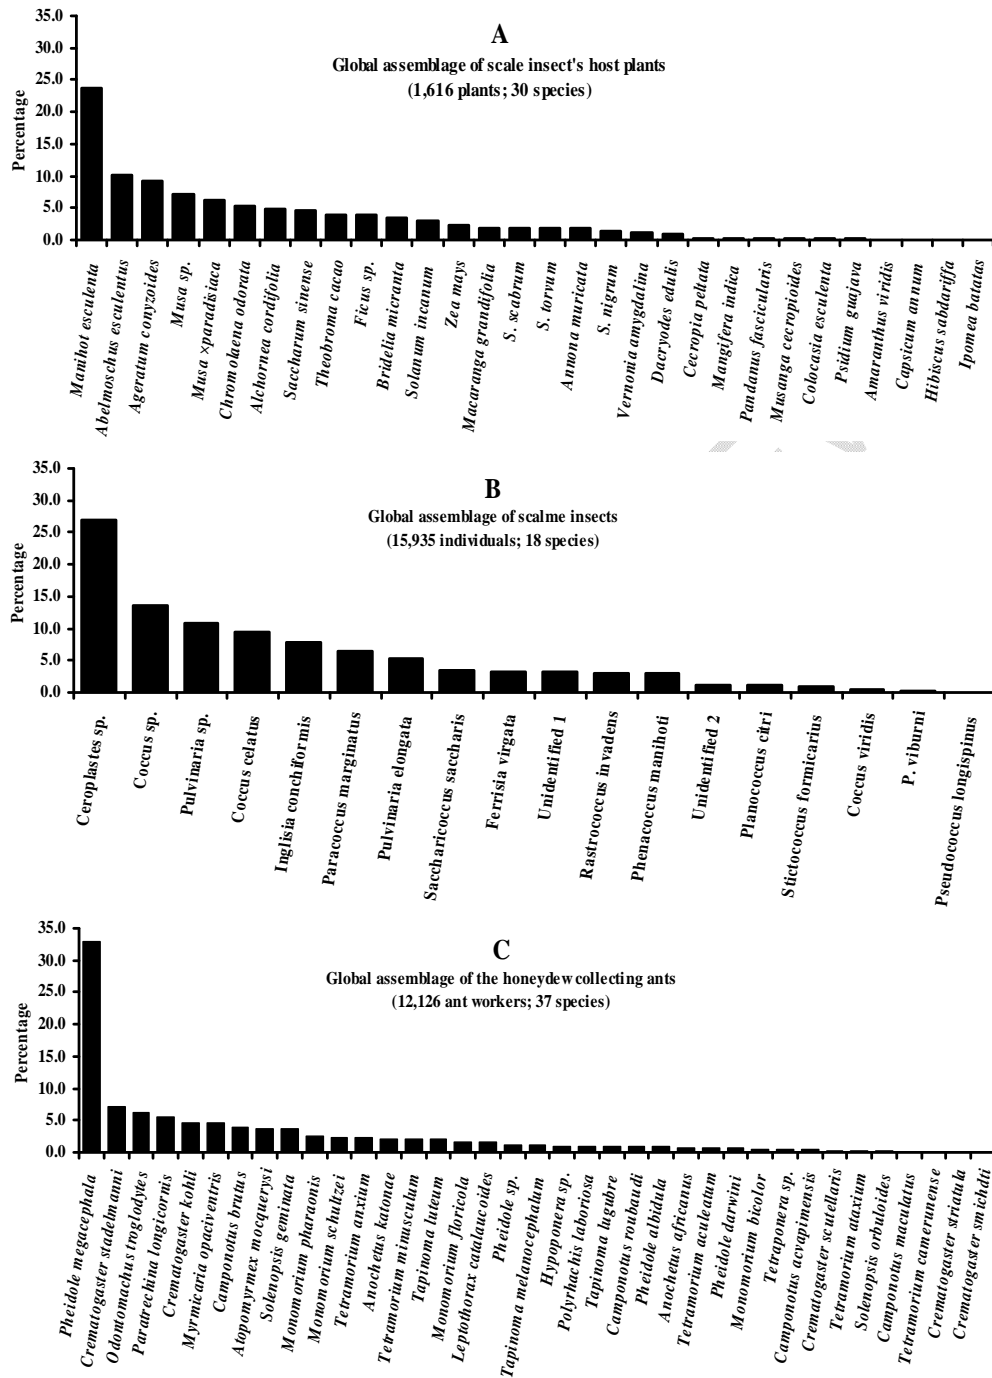 35.0
A
30.0
Global assemblage of scale insect's host plants
25.0
(1,616 plants; 30 species)
20.0
15.0
10.0
5.0
0.0
Percentage
Manihot esculenta
Abelmoschus esculentus
Ageratum conyzoides
Musa sp.
Musa ×paradisiaca
Chromolaena odorata
Alchornea cordifolia
Saccharum sinense
Theobroma cacao
Ficus sp.
Bridelia micranta
Solanum incanum
Zea mays
Macaranga grandifolia
S. scabrum
S. torvum
Annona muricata
S. nigrum
Vernonia amygdalina
Dacryodes edulis
Cecropia peltata
Mangifera indica
Pandanus fascicularis
Musanga cecropioides
Colocasia esculenta
Psidium guajava
Amaranthus viridis
Capsicum annum
Hibiscus sabdariffa
Ipomea batatas
35.0
B
30.0
Global assemblage of scalme insects
25.0
(15,935 individuals; 18 species)
20.0
15.0
10.0
5.0
0.0
Percentage
Ceroplastes sp.
Coccus sp.
Pulvinaria sp.
Coccus celatus
Inglisia conchiformis
Paracoccus marginatus
Pulvinaria elongata
Saccharicoccus saccharis
Ferrisia virgata
Unidentified 1
Rastrococcus invadens
Phenacoccus manihoti
Unidentified 2
Planococcus citri
Stictococcus formicarius
Coccus viridis
P. viburni
Pseudococcus longispinus
35.0
C
30.0
Global assemblage of the honeydew collecting ants
25.0
(12,126 ant workers; 37 species)
20.0
15.0
10.0
5.0
0.0
Percentage
Pheidole megacephala
Crematogaster stadelmanni
Odontomachus troglodytes
Paratrechina longicornis
Crematogaster kohli
Myrmicaria opaciventris
Camponotus brutus
Atopomyrmex mocquerysi
Solenopsis geminata
Monomorium pharaonis
Monomorium schultzei
Tetramorium anxium
Anochetus katonae
Tetramorium minusculum
Tapinoma luteum
Monomorium floricola
Leptothorax catalaucoides
Pheidole sp.
Tapinoma melanocephalum
Hypoponera sp.
Polyrhachis laboriosa
Tapinoma lugubre
Camponotus roubaudi
Pheidole albidula
Anochetus africanus
Tetramorium aculeatum
Pheidole darwini
Monomorium bicolor
Tetraponera sp.
Camponotus acvapimensis
Crematogaster scutellaris
Tetramorium ataxium
Solenopsis orbuloides
Camponotus maculatus
Tetramorium camerunense
Crematogaster striatula
Crematogaster smichdti